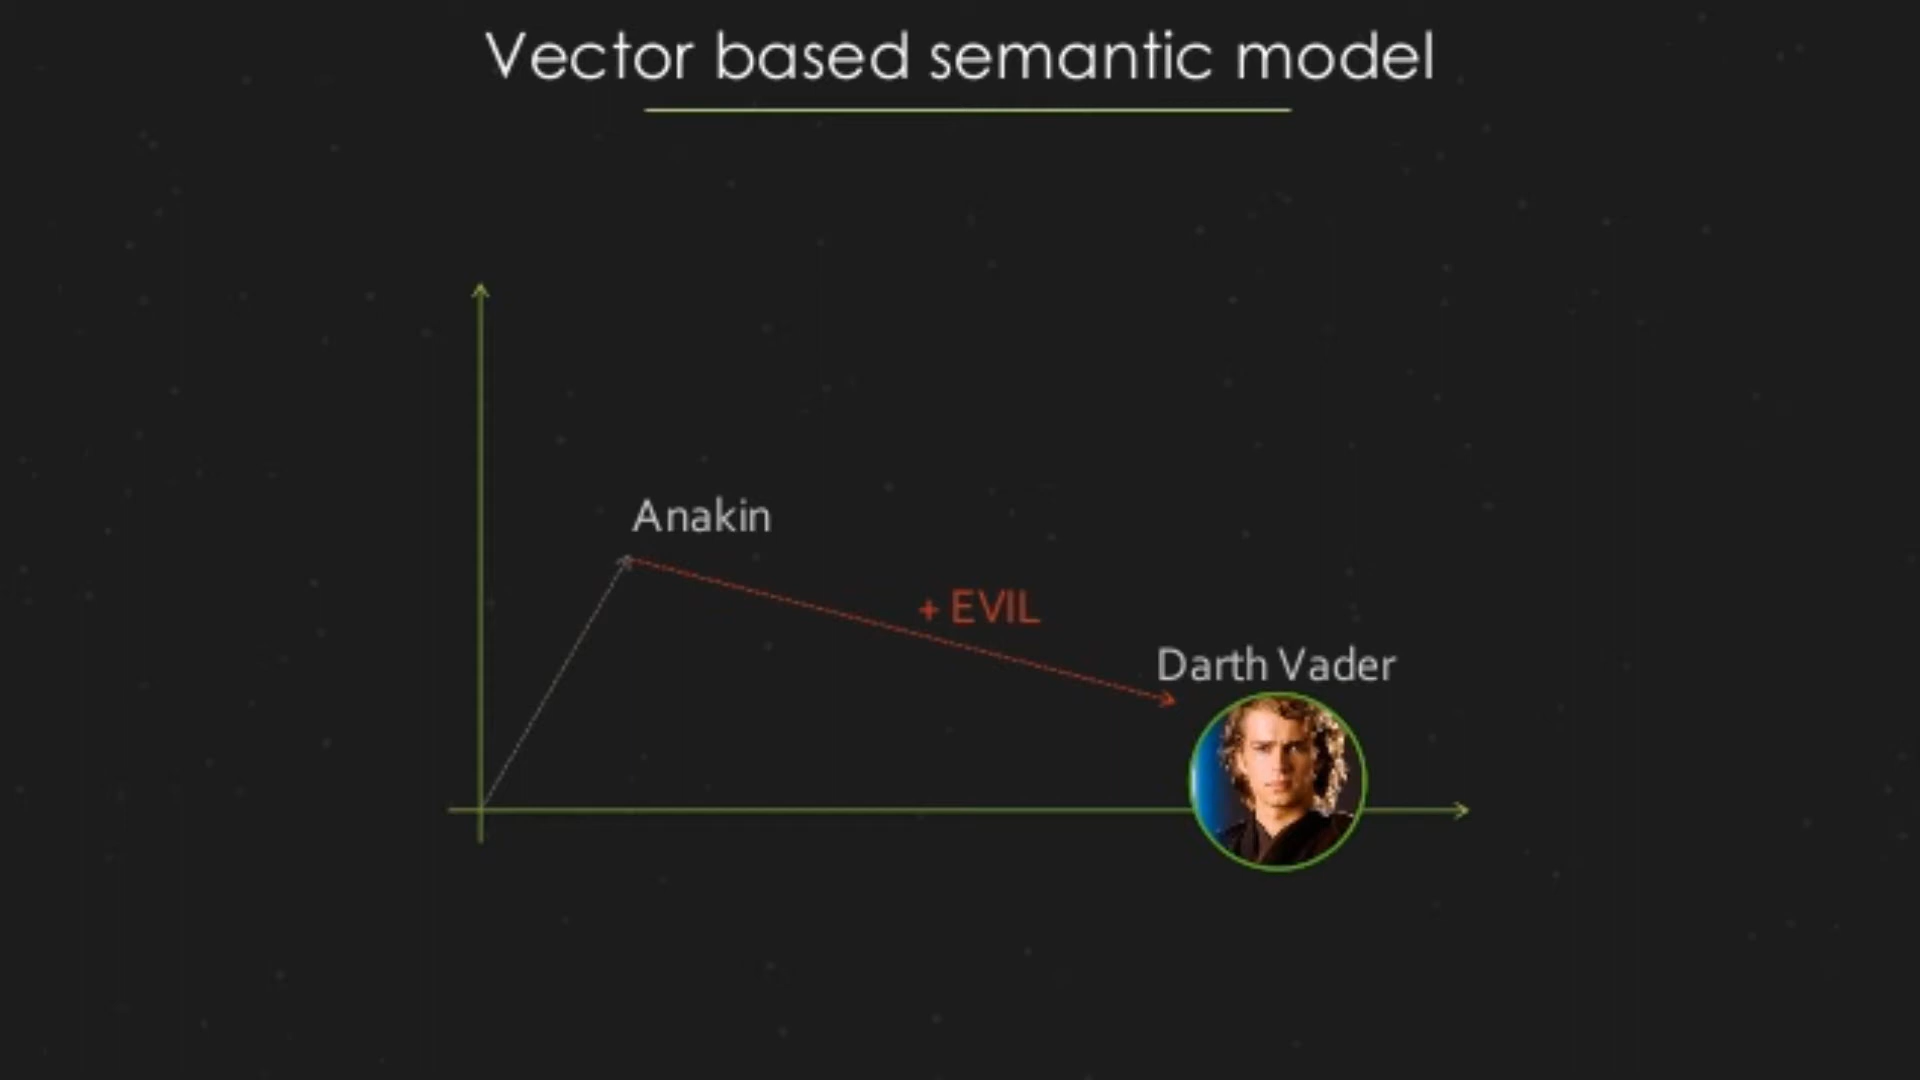 Vector based semantic model
Anakin
+ EVIL
Darth Vader